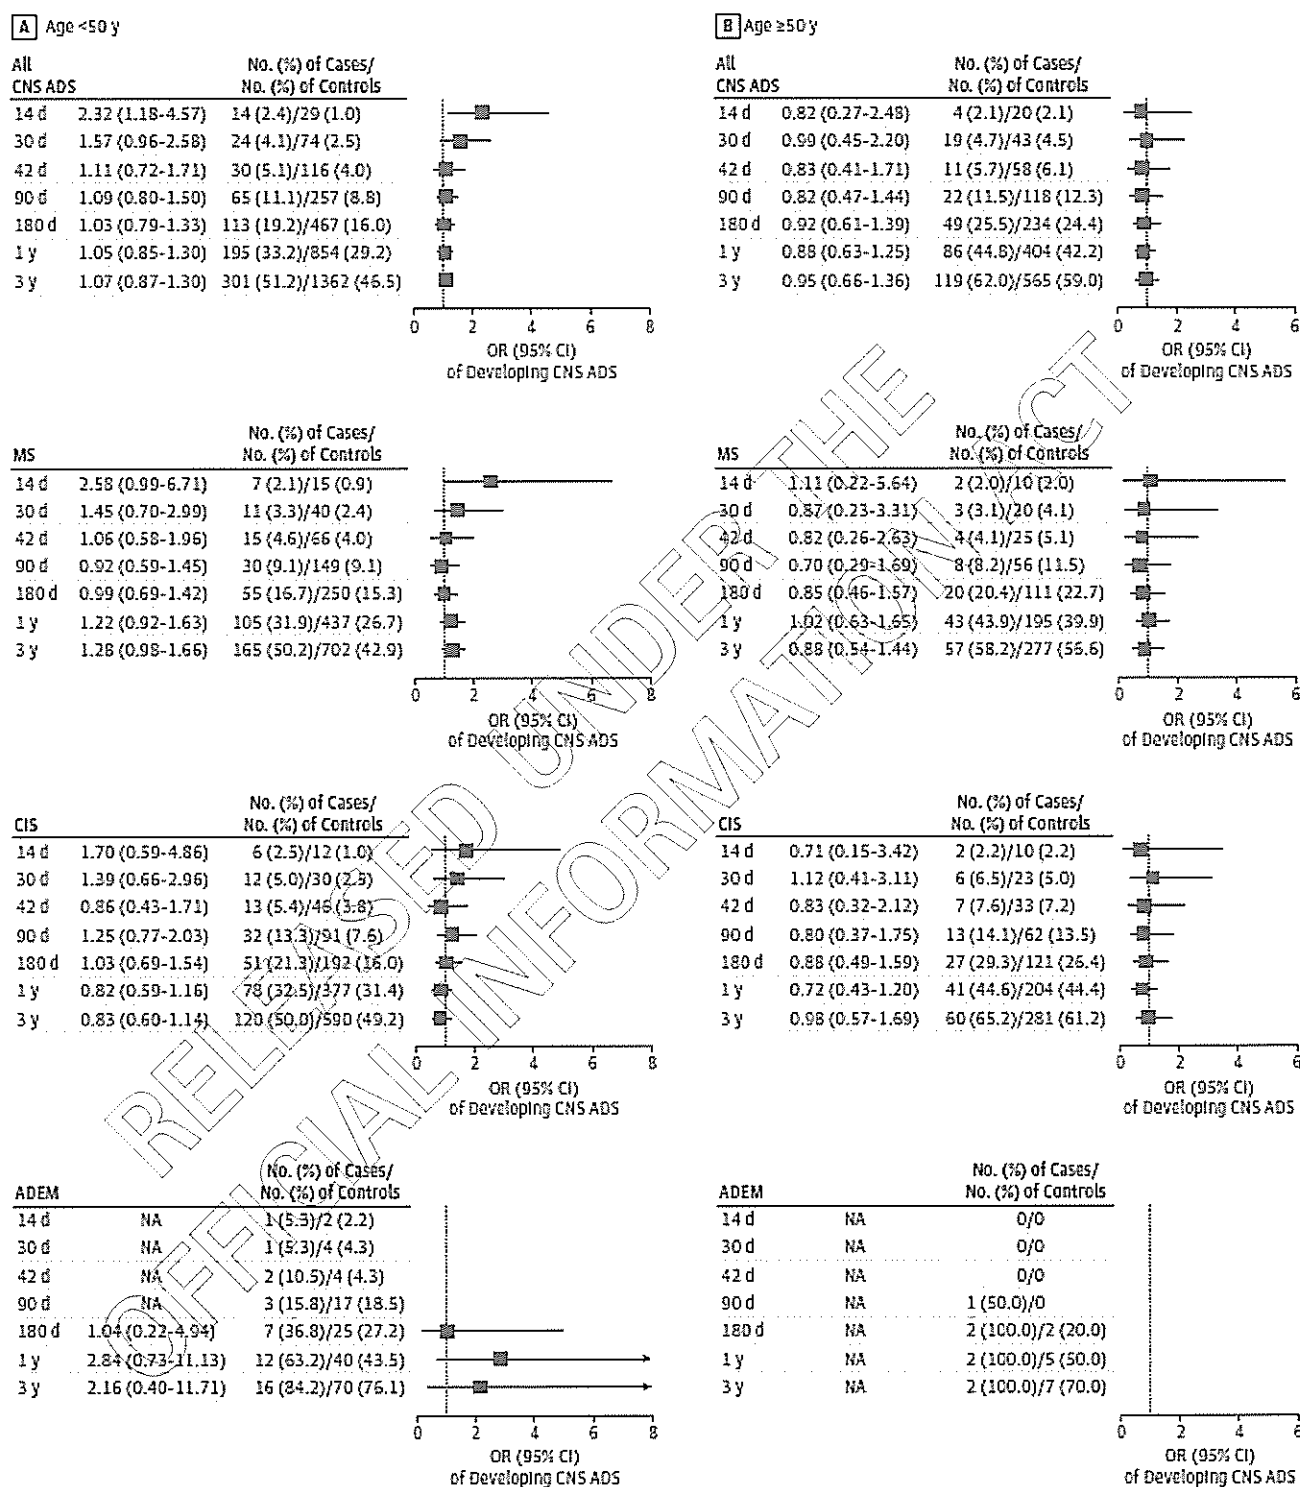 A Age <50 y
All
CNS ADS
No. (%) of Cases/
No. (%) of Controls
14 d 2.32 (1.18-4.57) 14 (2.4)/29 (1.0)
30 d 1.57 (0.96-2.58) 24 (4.1)/74 (2.5)
42 d 1.11 (0.72-1.71) 30 (5.1)/116 (4.0)
90 d 1.09 (0.80-1.50) 65 (11.1)/257 (8.8)
180 d 1.03 (0.79-1.33) 113 (19.2)/467 (16.0)
1 y 1.05 (0.85-1.30) 195 (33.2)/854 (29.2)
3 y 1.07 (0.87-1.30) 301 (51.2)/1362 (46.5)
0 2 4 6 8
OR (95% CI)
of Developing CNS ADS
MS
No. (%) of Cases/
No. (%) of Controls
14 d 2.58 (0.99-6.71) 7 (2.1)/15 (0.9)
30 d 1.45 (0.70-2.99) 11 (3.3)/40 (2.4)
42 d 1.06 (0.58-1.96) 15 (4.6)/66 (4.0)
90 d 0.92 (0.59-1.45) 30 (9.1)/149 (9.1)
180 d 0.99 (0.69-1.42) 55 (16.7)/250 (15.3)
1 y 1.22 (0.92-1.63) 105 (31.9)/437 (26.7)
3 y 1.28 (0.98-1.66) 165 (50.2)/702 (42.9)
0 2 4 6 8
OR (95% CI)
of Developing CNS ADS
CIS
No. (%) of Cases/
No. (%) of Controls
14 d 1.70 (0.59-4.86) 6 (2.5)/12 (1.0)
30 d 1.39 (0.66-2.96) 12 (5.0)/30 (2.5)
42 d 0.86 (0.43-1.71) 13 (5.4)/46 (3.8)
90 d 1.25 (0.77-2.03) 32 (13.3)/91 (7.6)
180 d 1.03 (0.69-1.54) 51 (21.3)/192 (16.0)
1 y 0.82 (0.59-1.16) 78 (32.5)/377 (31.4)
3 y 0.83 (0.60-1.14) 120 (50.0)/590 (49.2)
0 2 4 6 8
OR (95% CI)
of Developing CNS ADS
ADEM
No. (%) of Cases/
No. (%) of Controls
14 d NA 1 (5.3)/2 (2.2)
30 d NA 1 (5.3)/4 (4.3)
42 d NA 2 (10.5)/4 (4.3)
90 d NA 3 (15.8)/17 (18.5)
180 d 1.04 (0.22-4.94) 7 (36.8)/25 (27.2)
1 y 2.84 (0.73-11.13) 12 (63.2)/40 (43.5)
3 y 2.16 (0.40-11.71) 16 (84.2)/70 (76.1)
0 2 4 6 8
OR (95% CI)
of Developing CNS ADS
B Age ≥50 y
All
CNS ADS
No. (%) of Cases/
No. (%) of Controls
14 d 0.82 (0.27-2.48) 4 (2.1)/20 (2.1)
30 d 0.99 (0.45-2.20) 19 (4.7)/43 (4.5)
42 d 0.83 (0.41-1.71) 11 (5.7)/58 (6.1)
90 d 0.82 (0.47-1.44) 22 (11.5)/118 (12.3)
180 d 0.92 (0.61-1.39) 49 (25.5)/234 (24.4)
1 y 0.88 (0.63-1.25) 86 (44.8)/404 (42.2)
3 y 0.95 (0.66-1.36) 119 (62.0)/565 (59.0)
0 2 4 6
OR (95% CI)
of Developing CNS ADS
MS
No. (%) of Cases/
No. (%) of Controls
14 d 1.11 (0.22-5.64) 2 (2.0)/10 (2.0)
30 d 0.87 (0.23-3.31) 3 (3.1)/20 (4.1)
42 d 0.82 (0.26-2.63) 4 (4.1)/25 (5.1)
90 d 0.70 (0.29-1.69) 8 (8.2)/56 (11.5)
180 d 0.85 (0.46-1.57) 20 (20.4)/111 (22.7)
1 y 1.02 (0.63-1.65) 43 (43.9)/195 (39.9)
3 y 0.88 (0.54-1.44) 57 (58.2)/277 (56.6)
0 2 4 6
OR (95% CI)
of Developing CNS ADS
CIS
No. (%) of Cases/
No. (%) of Controls
14 d 0.71 (0.15-3.42) 2 (2.2)/10 (2.2)
30 d 1.12 (0.41-3.11) 6 (6.5)/23 (5.0)
42 d 0.83 (0.32-2.12) 7 (7.6)/33 (7.2)
90 d 0.80 (0.37-1.75) 13 (14.1)/62 (13.5)
180 d 0.88 (0.49-1.59) 27 (29.3)/121 (26.4)
1 y 0.72 (0.43-1.20) 41 (44.6)/204 (44.4)
3 y 0.98 (0.57-1.69) 60 (65.2)/281 (61.2)
0 2 4 6
OR (95% CI)
of Developing CNS ADS
ADEM
No. (%) of Cases/
No. (%) of Controls
14 d NA 0/0
30 d NA 0/0
42 d NA 0/0
90 d NA 1 (50.0)/0
180 d NA 2 (100.0)/2 (20.0)
1 y NA 2 (100.0)/5 (50.0)
3 y NA 2 (100.0)/7 (70.0)
0 2 4 6
OR (95% CI)
of Developing CNS ADS
RELEASED UNDER THE
OFFICIAL INFORMATION ACT